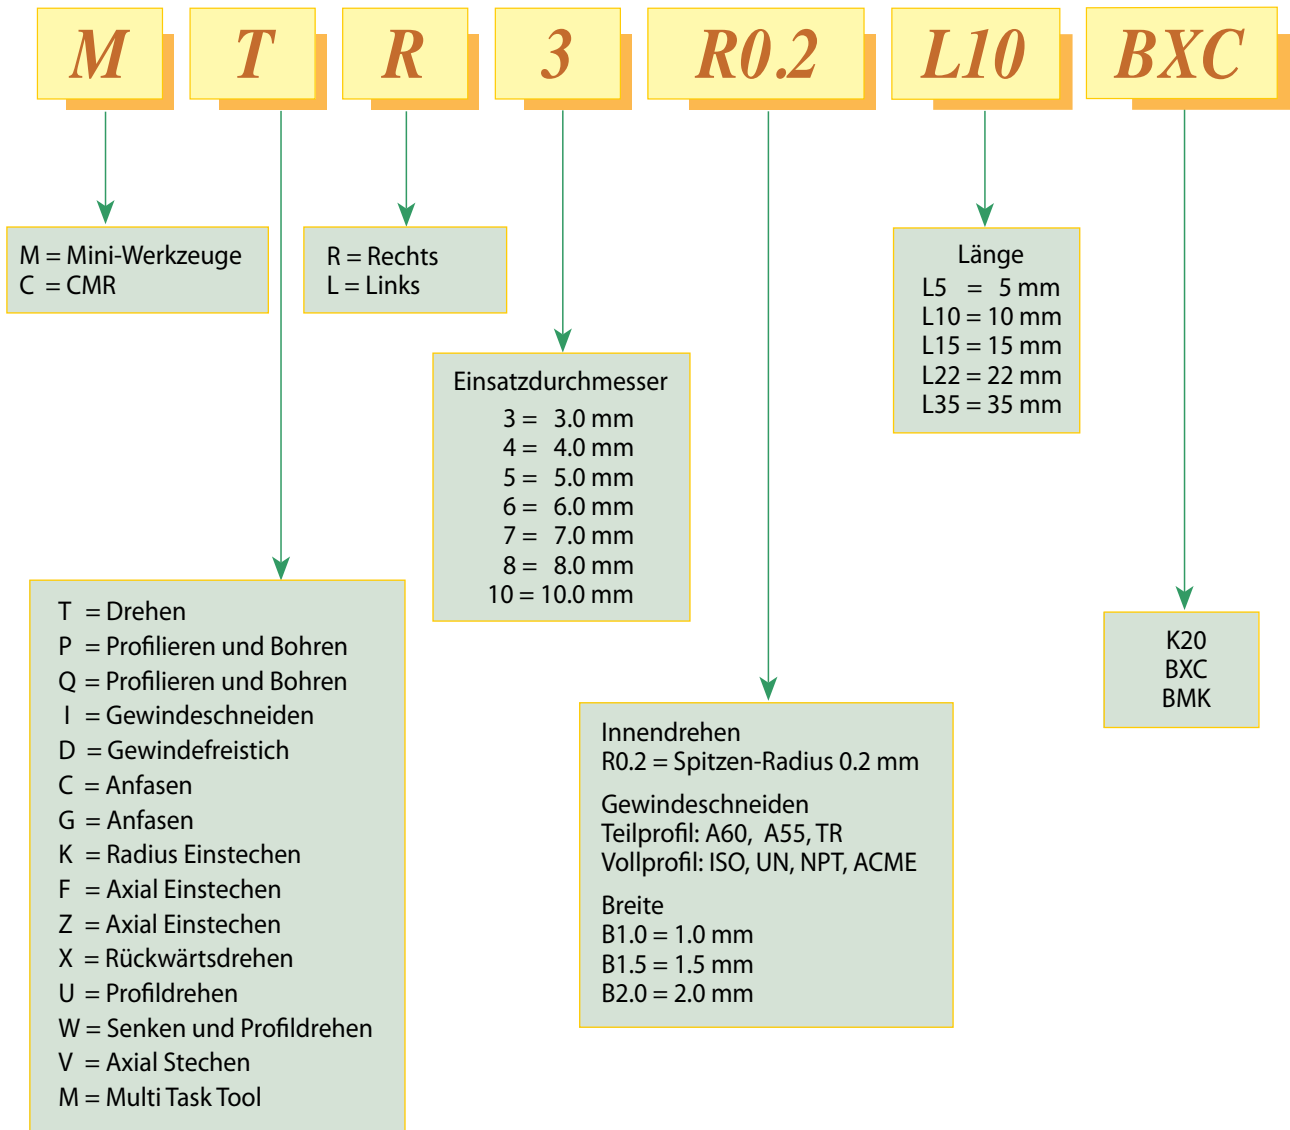 M T R 3 R0.2 L10 BXC
M = Mini-Werkzeuge
C = CMR
R = Rechts
L = Links
Länge
L5 = 5 mm
L10 = 10 mm
L15 = 15 mm
L22 = 22 mm
L35 = 35 mm
Einsatzdurchmesser
3 = 3.0 mm
4 = 4.0 mm
5 = 5.0 mm
6 = 6.0 mm
7 = 7.0 mm
8 = 8.0 mm
10 = 10.0 mm
T = Drehen
P = Profilieren und Bohren
Q = Profilieren und Bohren
I = Gewindeschneiden
D = Gewindefreistich
C = Anfasen
G = Anfasen
K = Radius Einstechen
F = Axial Einstechen
Z = Axial Einstechen
X = Rückwärtsdrehen
U = Profildrehen
W = Senken und Profildrehen
V = Axial Stechen
M = Multi Task Tool
Innendrehen
R0.2 = Spitzen-Radius 0.2 mm
Gewindeschneiden
Teilprofil: A60, A55, TR
Vollprofil: ISO, UN, NPT, ACME
Breite
B1.0 = 1.0 mm
B1.5 = 1.5 mm
B2.0 = 2.0 mm
K20
BXC
BMK